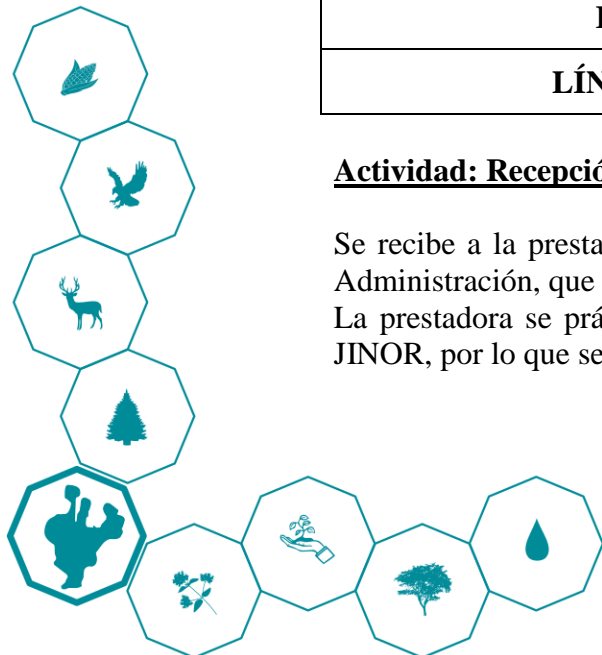 LÍN
Actividad: Recepció
Se recibe a la presta
Administración, que
La prestadora se prá
JINOR, por lo que se